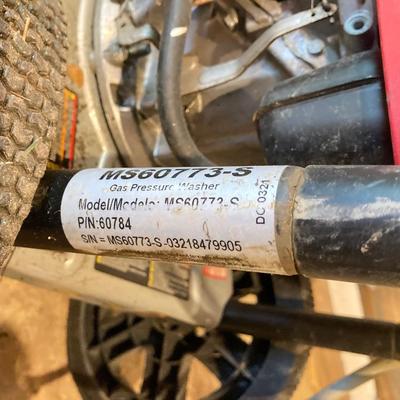 MS60773-S
Gas Pressure Washer
Model/Modelo: MS60773-S
P/N:60784
S/N = MS60773-S-03218479905
DC 0321